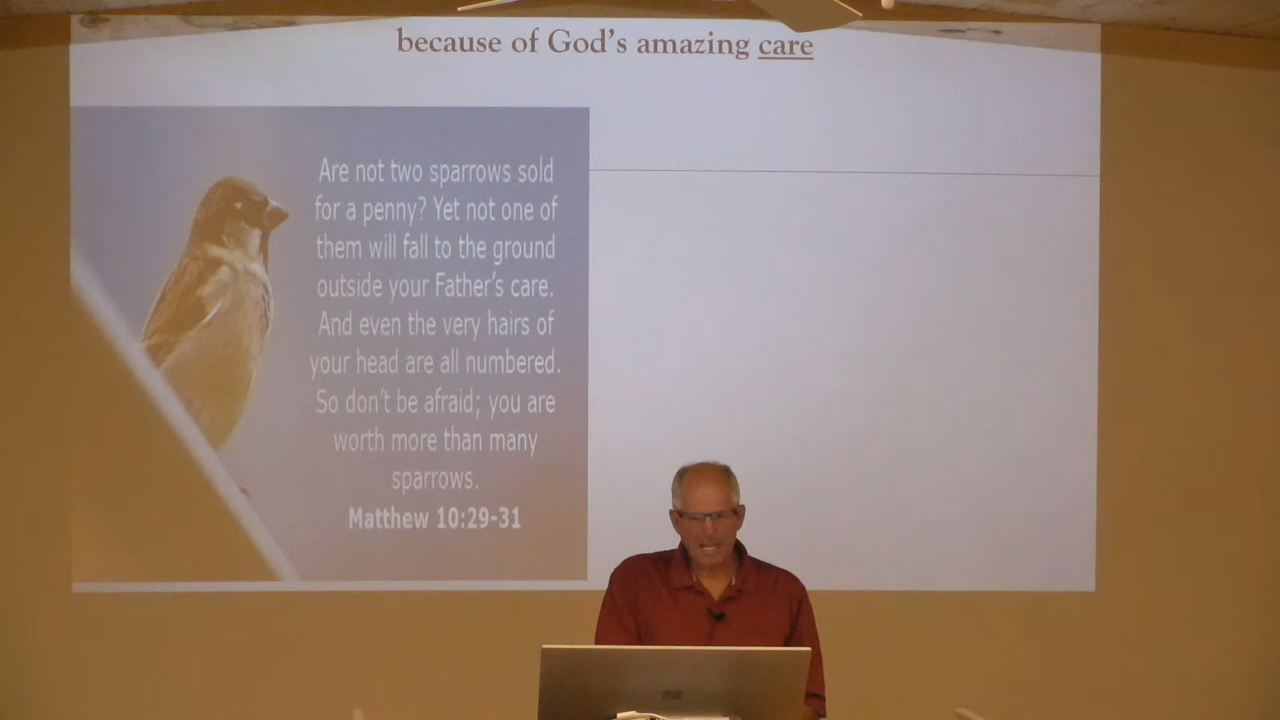 because of God's amazing care
Are not two sparrows sold
for a penny? Yet not one of
them will fall to the ground
outside your Father's care.
And even the very hairs of
your head are all numbered.
So don't be afraid; you are
worth more than many
sparrows.
Matthew 10:29-31